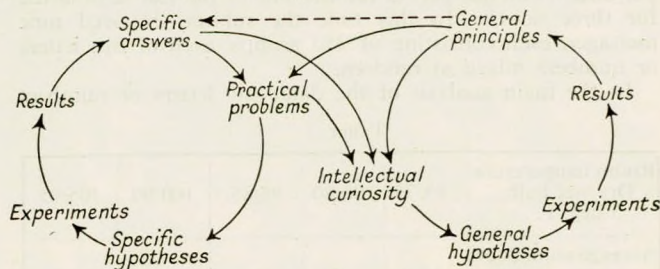 Specific
answers
General
principles
Results
Practical
problems
Results
Intellectual
curiosity
Experiments
Experiments
Specific
hypotheses
General
hypotheses